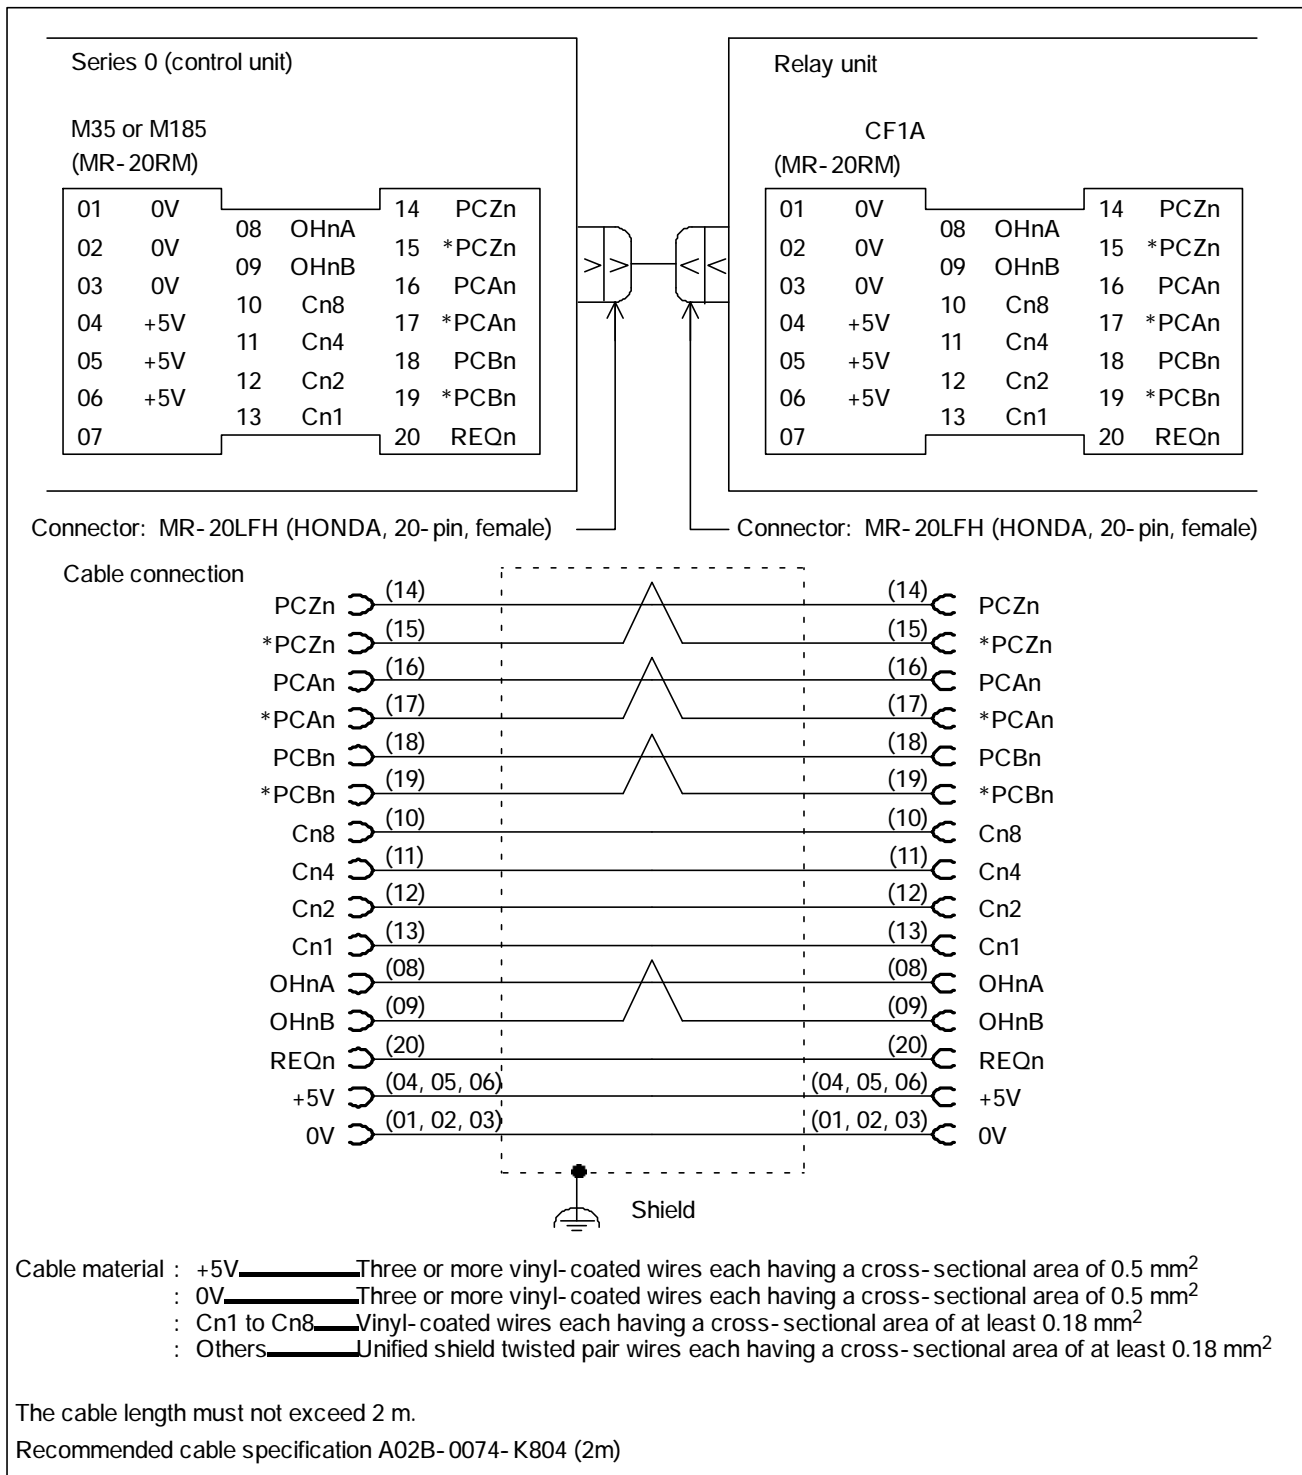 Series 0 (control unit)
Relay unit
M35 or M185
(MR-20RM)
CF1A
(MR-20RM)
01 0V
02 0V
03 0V
04 +5V
05 +5V
06 +5V
07
08 OHnA
09 OHnB
10 Cn8
11 Cn4
12 Cn2
13 Cn1
14 PCZn
15 *PCZn
16 PCAn
17 *PCAn
18 PCBn
19 *PCBn
20 REQn
01 0V
02 0V
03 0V
04 +5V
05 +5V
06 +5V
07
08 OHnA
09 OHnB
10 Cn8
11 Cn4
12 Cn2
13 Cn1
14 PCZn
15 *PCZn
16 PCAn
17 *PCAn
18 PCBn
19 *PCBn
20 REQn
Connector: MR-20LFH (HONDA, 20-pin, female)
Connector: MR-20LFH (HONDA, 20-pin, female)
Cable connection
PCZn (14) (14) PCZn
*PCZn (15) (15) *PCZn
PCAn (16) (16) PCAn
*PCAn (17) (17) *PCAn
PCBn (18) (18) PCBn
*PCBn (19) (19) *PCBn
Cn8 (10) (10) Cn8
Cn4 (11) (11) Cn4
Cn2 (12) (12) Cn2
Cn1 (13) (13) Cn1
OHnA (08) (08) OHnA
OHnB (09) (09) OHnB
REQn (20) (20) REQn
+5V (04, 05, 06) (04, 05, 06) +5V
0V (01, 02, 03) (01, 02, 03) 0V
Shield
Cable material : +5V Three or more vinyl-coated wires each having a cross-sectional area of 0.5 mm²
: 0V Three or more vinyl-coated wires each having a cross-sectional area of 0.5 mm²
: Cn1 to Cn8 Vinyl-coated wires each having a cross-sectional area of at least 0.18 mm²
: Others Unified shield twisted pair wires each having a cross-sectional area of at least 0.18 mm²
The cable length must not exceed 2 m.
Recommended cable specification A02B-0074-K804 (2m)